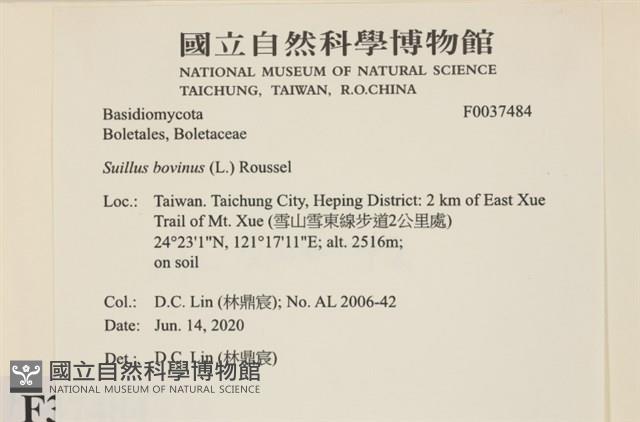 國立自然科學博物館
NATIONAL MUSEUM OF NATURAL SCIENCE
TAICHUNG, TAIWAN, R.O.CHINA
Basidiomycota F0037484
Boletales, Boletaceae
Suillus bovinus (L.) Roussel
Loc.: Taiwan. Taichung City, Heping District: 2 km of East Xue
Trail of Mt. Xue (雪山雪東線步道2公里處)
24°23'1"N, 121°17'11"E; alt. 2516m;
on soil
Col.: D.C. Lin (林鼎宸); No. AL 2006-42
Date: Jun. 14, 2020
Det.: D.C. Lin (林鼎宸)
國立自然科學博物館
NATIONAL MUSEUM OF NATURAL SCIENCE